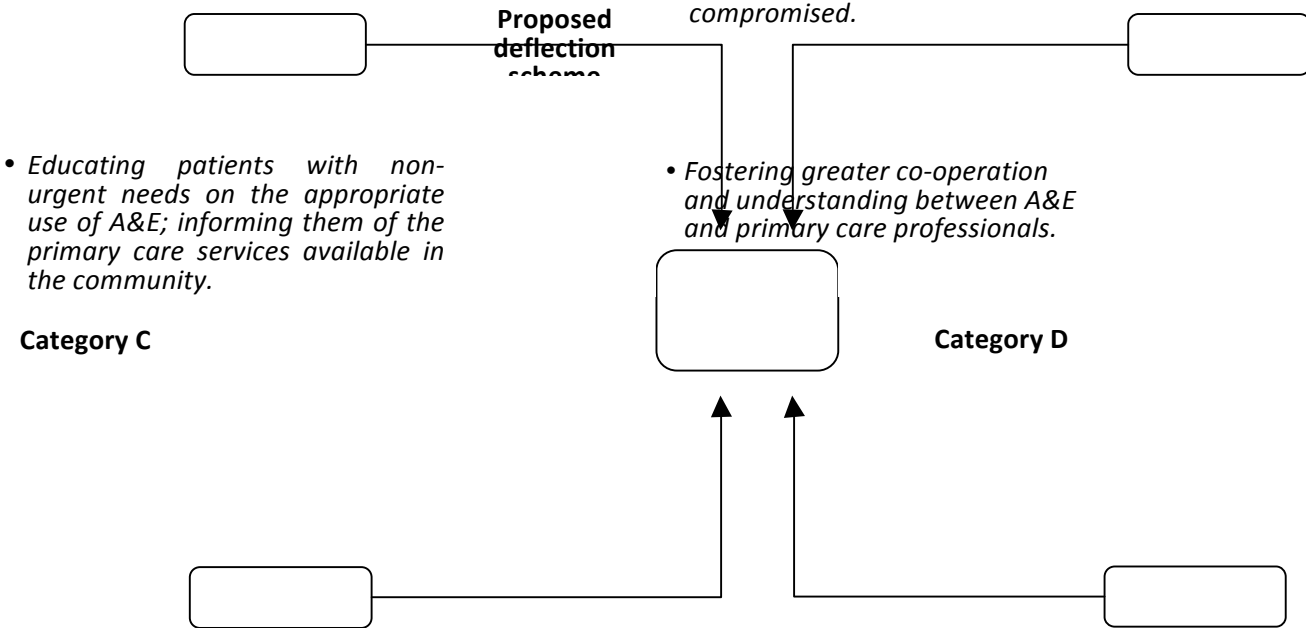 compromised.
Proposed
deflection
scheme
• Educating patients with non-
urgent needs on the appropriate
use of A&E; informing them of the
primary care services available in
the community.
• Fostering greater co-operation
and understanding between A&E
and primary care professionals.
Category C
Category D